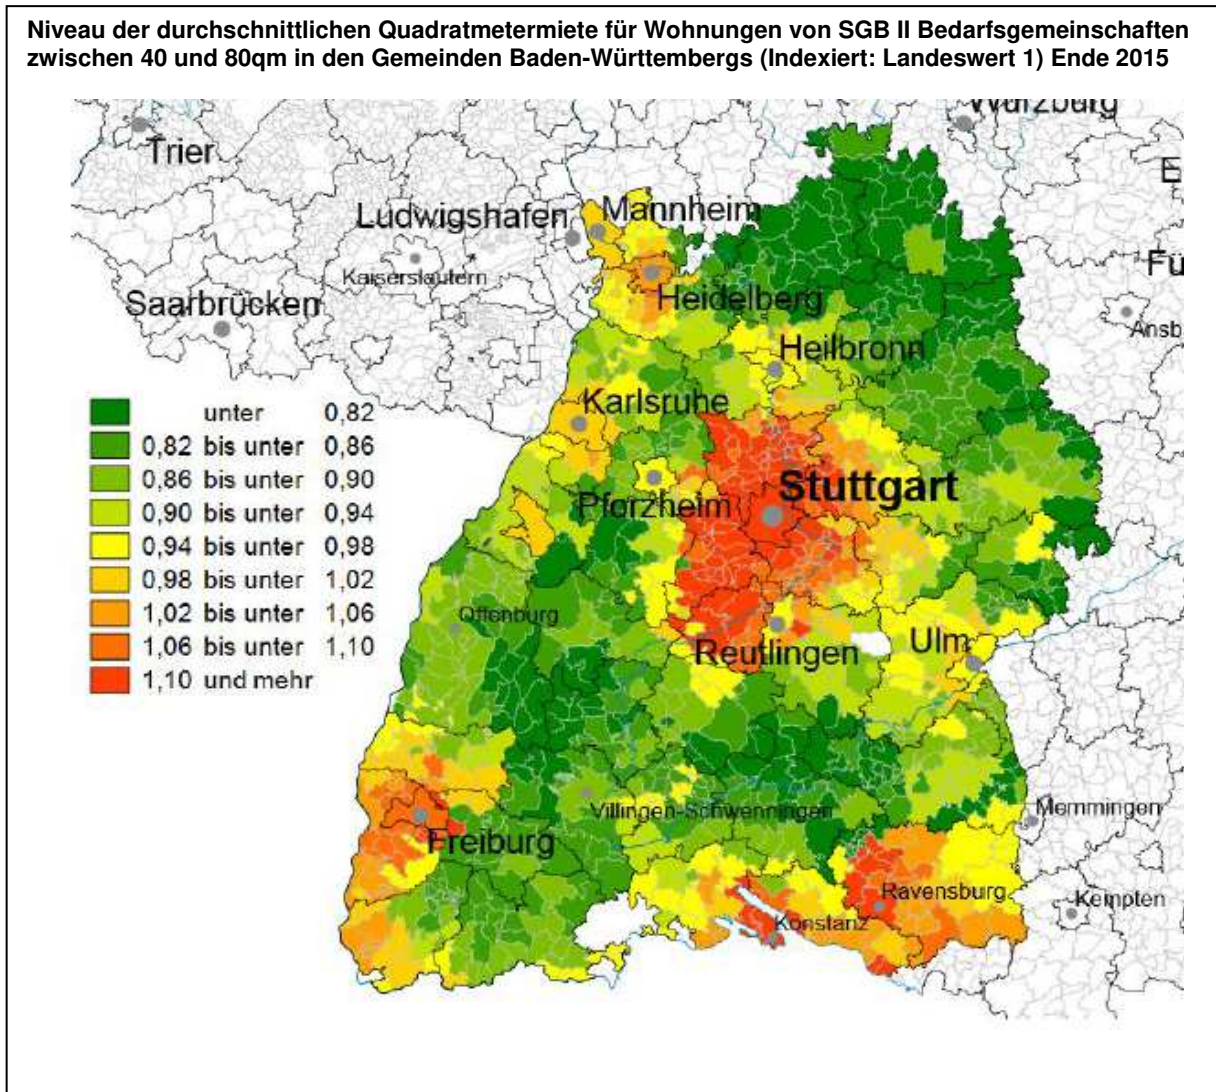 Niveau der durchschnittlichen Quadratmetermiete für Wohnungen von SGB II Bedarfsgemeinschaften
zwischen 40 und 80qm in den Gemeinden Baden-Württembergs (Indexiert: Landeswert 1) Ende 2015
Würzburg
Trier
E
Ludwigshafen
Mannheim
Kaiserslautern
Fü
Saarbrücken
Heidelberg
Ansb
Heilbronn
Karlsruhe
unter 0,82
0,82 bis unter 0,86
0,86 bis unter 0,90
0,90 bis unter 0,94
0,94 bis unter 0,98
0,98 bis unter 1,02
1,02 bis unter 1,06
1,06 bis unter 1,10
1,10 und mehr
Stuttgart
Pforzheim
Offenburg
Reutlingen
Ulm
Villingen-Schwenningen
Memmingen
Freiburg
Ravensburg
Kempten
Konstanz